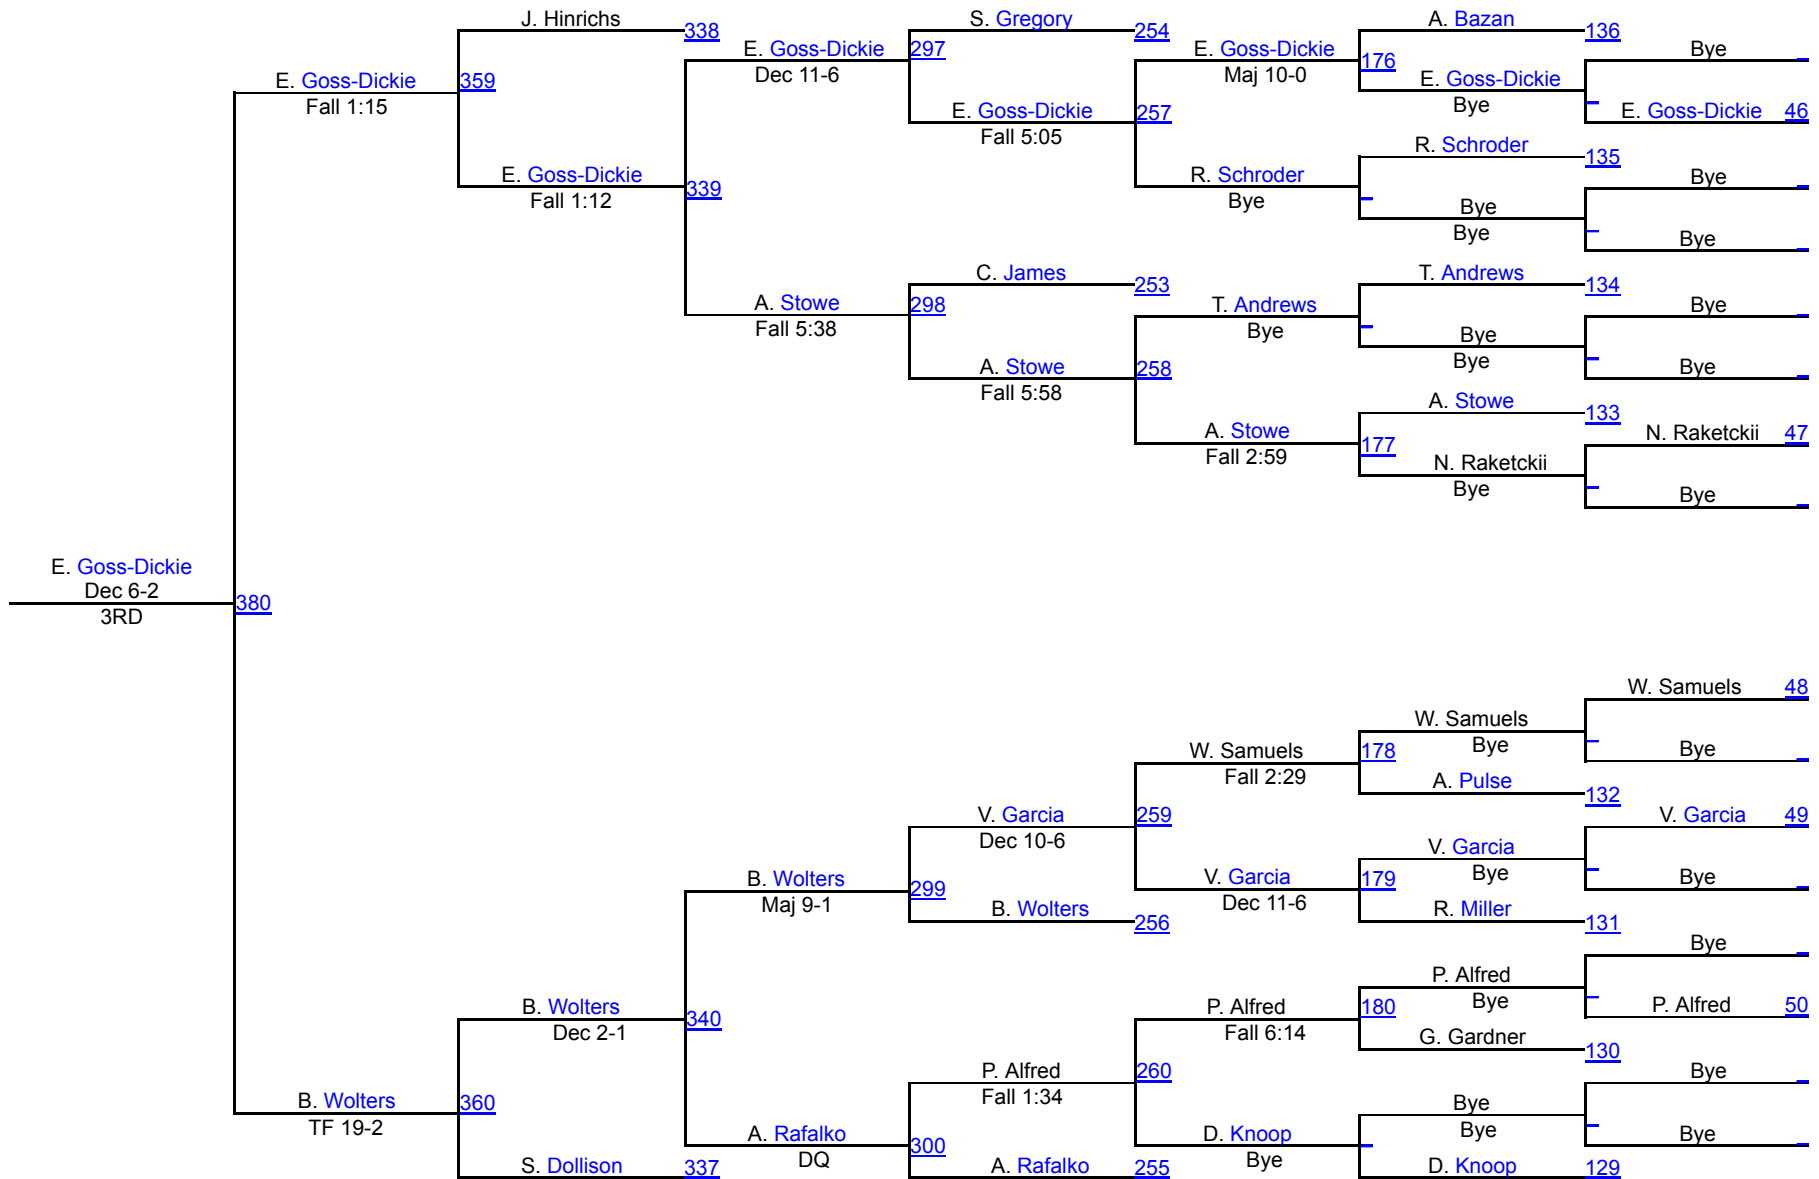 J. Hinrichs
338
S. Gregory
254
A. Bazan
136
E. Goss-Dickie
297
Dec 11-6
E. Goss-Dickie
176
Maj 10-0
Bye
E. Goss-Dickie
359
Fall 1:15
E. Goss-Dickie
Bye
E. Goss-Dickie
257
Fall 5:05
E. Goss-Dickie 46
R. Schroder
135
E. Goss-Dickie
339
Fall 1:12
R. Schroder
Bye
Bye
Bye
Bye
Bye
C. James
253
T. Andrews
134
A. Stowe
298
Fall 5:38
T. Andrews
Bye
Bye
Bye
Bye
A. Stowe
258
Fall 5:58
Bye
A. Stowe
133
A. Stowe
177
Fall 2:59
N. Raketckii 47
N. Raketckii
Bye
Bye
E. Goss-Dickie
Dec 6-2
380
3RD
W. Samuels 48
W. Samuels
Bye
Bye
W. Samuels
178
Fall 2:29
A. Pulse
132
V. Garcia
259
Dec 10-6
V. Garcia 49
V. Garcia
Bye
B. Wolters
299
Maj 9-1
V. Garcia
179
Dec 11-6
Bye
B. Wolters
256
R. Miller
131
Bye
B. Wolters
340
Dec 2-1
P. Alfred
180
Fall 6:14
P. Alfred
Bye
P. Alfred 50
G. Gardner
130
P. Alfred
260
Fall 1:34
Bye
B. Wolters
360
TF 19-2
Bye
Bye
A. Rafalko
300
DQ
D. Knoop
Bye
Bye
S. Dollison
337
A. Rafalko
255
D. Knoop
129